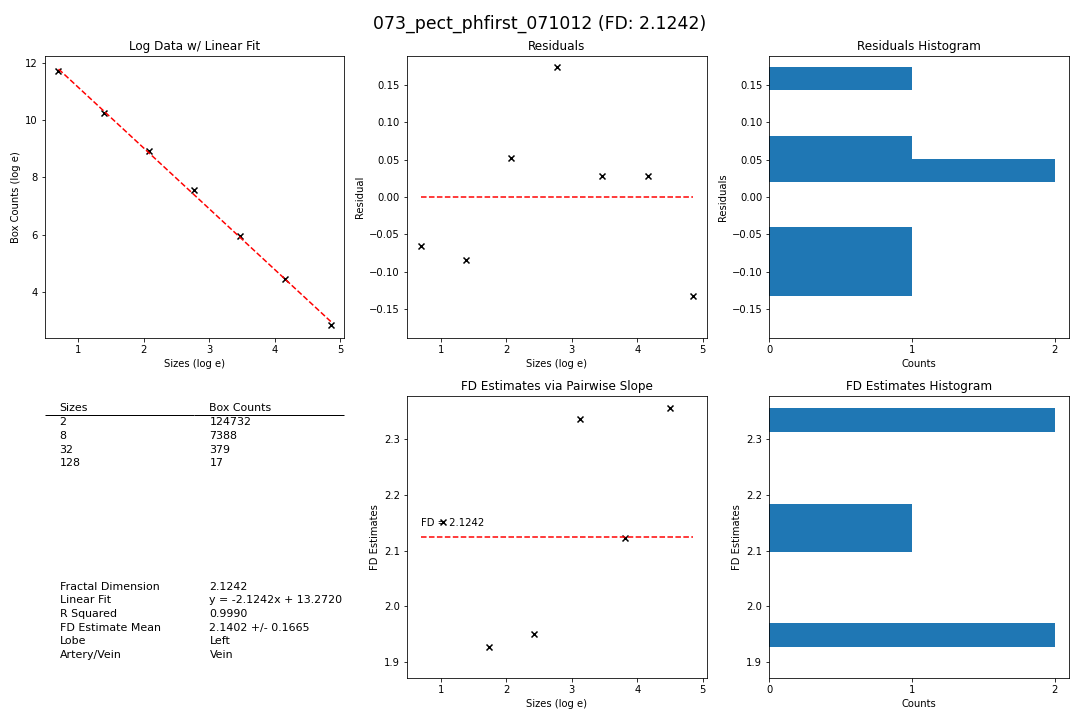 073_pect_phfirst_071012 (FD: 2.1242)
Log Data w/ Linear Fit
Box Counts (log e)
12
10
8
6
4
1 2 3 4 5
Sizes (log e)
Residuals
Residual
0.15
0.10
0.05
0.00
−0.05
−0.10
−0.15
1 2 3 4 5
Sizes (log e)
Residuals Histogram
Residuals
0.15
0.10
0.05
0.00
−0.05
−0.10
−0.15
0 1 2
Counts
Sizes Box Counts
2 124732
8 7388
32 379
128 17
Fractal Dimension 2.1242
Linear Fit y = -2.1242x + 13.2720
R Squared 0.9990
FD Estimate Mean 2.1402 +/- 0.1665
Lobe Left
Artery/Vein Vein
FD Estimates via Pairwise Slope
FD Estimates
2.3
2.2
2.1
2.0
1.9
FD = 2.1242
1 2 3 4 5
Sizes (log e)
FD Estimates Histogram
FD Estimates
2.3
2.2
2.1
2.0
1.9
0 1 2
Counts